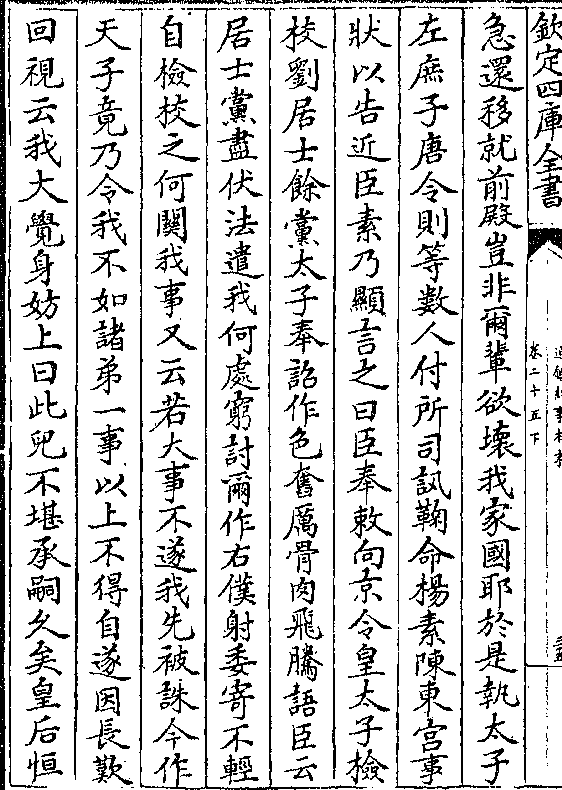 欽定四庫全書
卷二十五下
急還移就前殿豈非爾輩欲壞我家國耶於是執太子
左庶子唐令則等數人付所司訊鞠命楊素陳東宮事
狀以告近臣素乃顯言之曰臣奉敕向京令皇太子檢
校劉居士餘黨太子奉詔作色奮厲骨肉飛騰語臣云
居士黨盡伏法遣我何處窮討爾作右僕射委寄不輕
自檢校之何關我事又云若大事不遂我先被誅今作
天子竟乃令我不如諸弟一事以上不得自遂因長歎
回視云我大覺身妨上曰此兒不堪承嗣久矣皇后恒